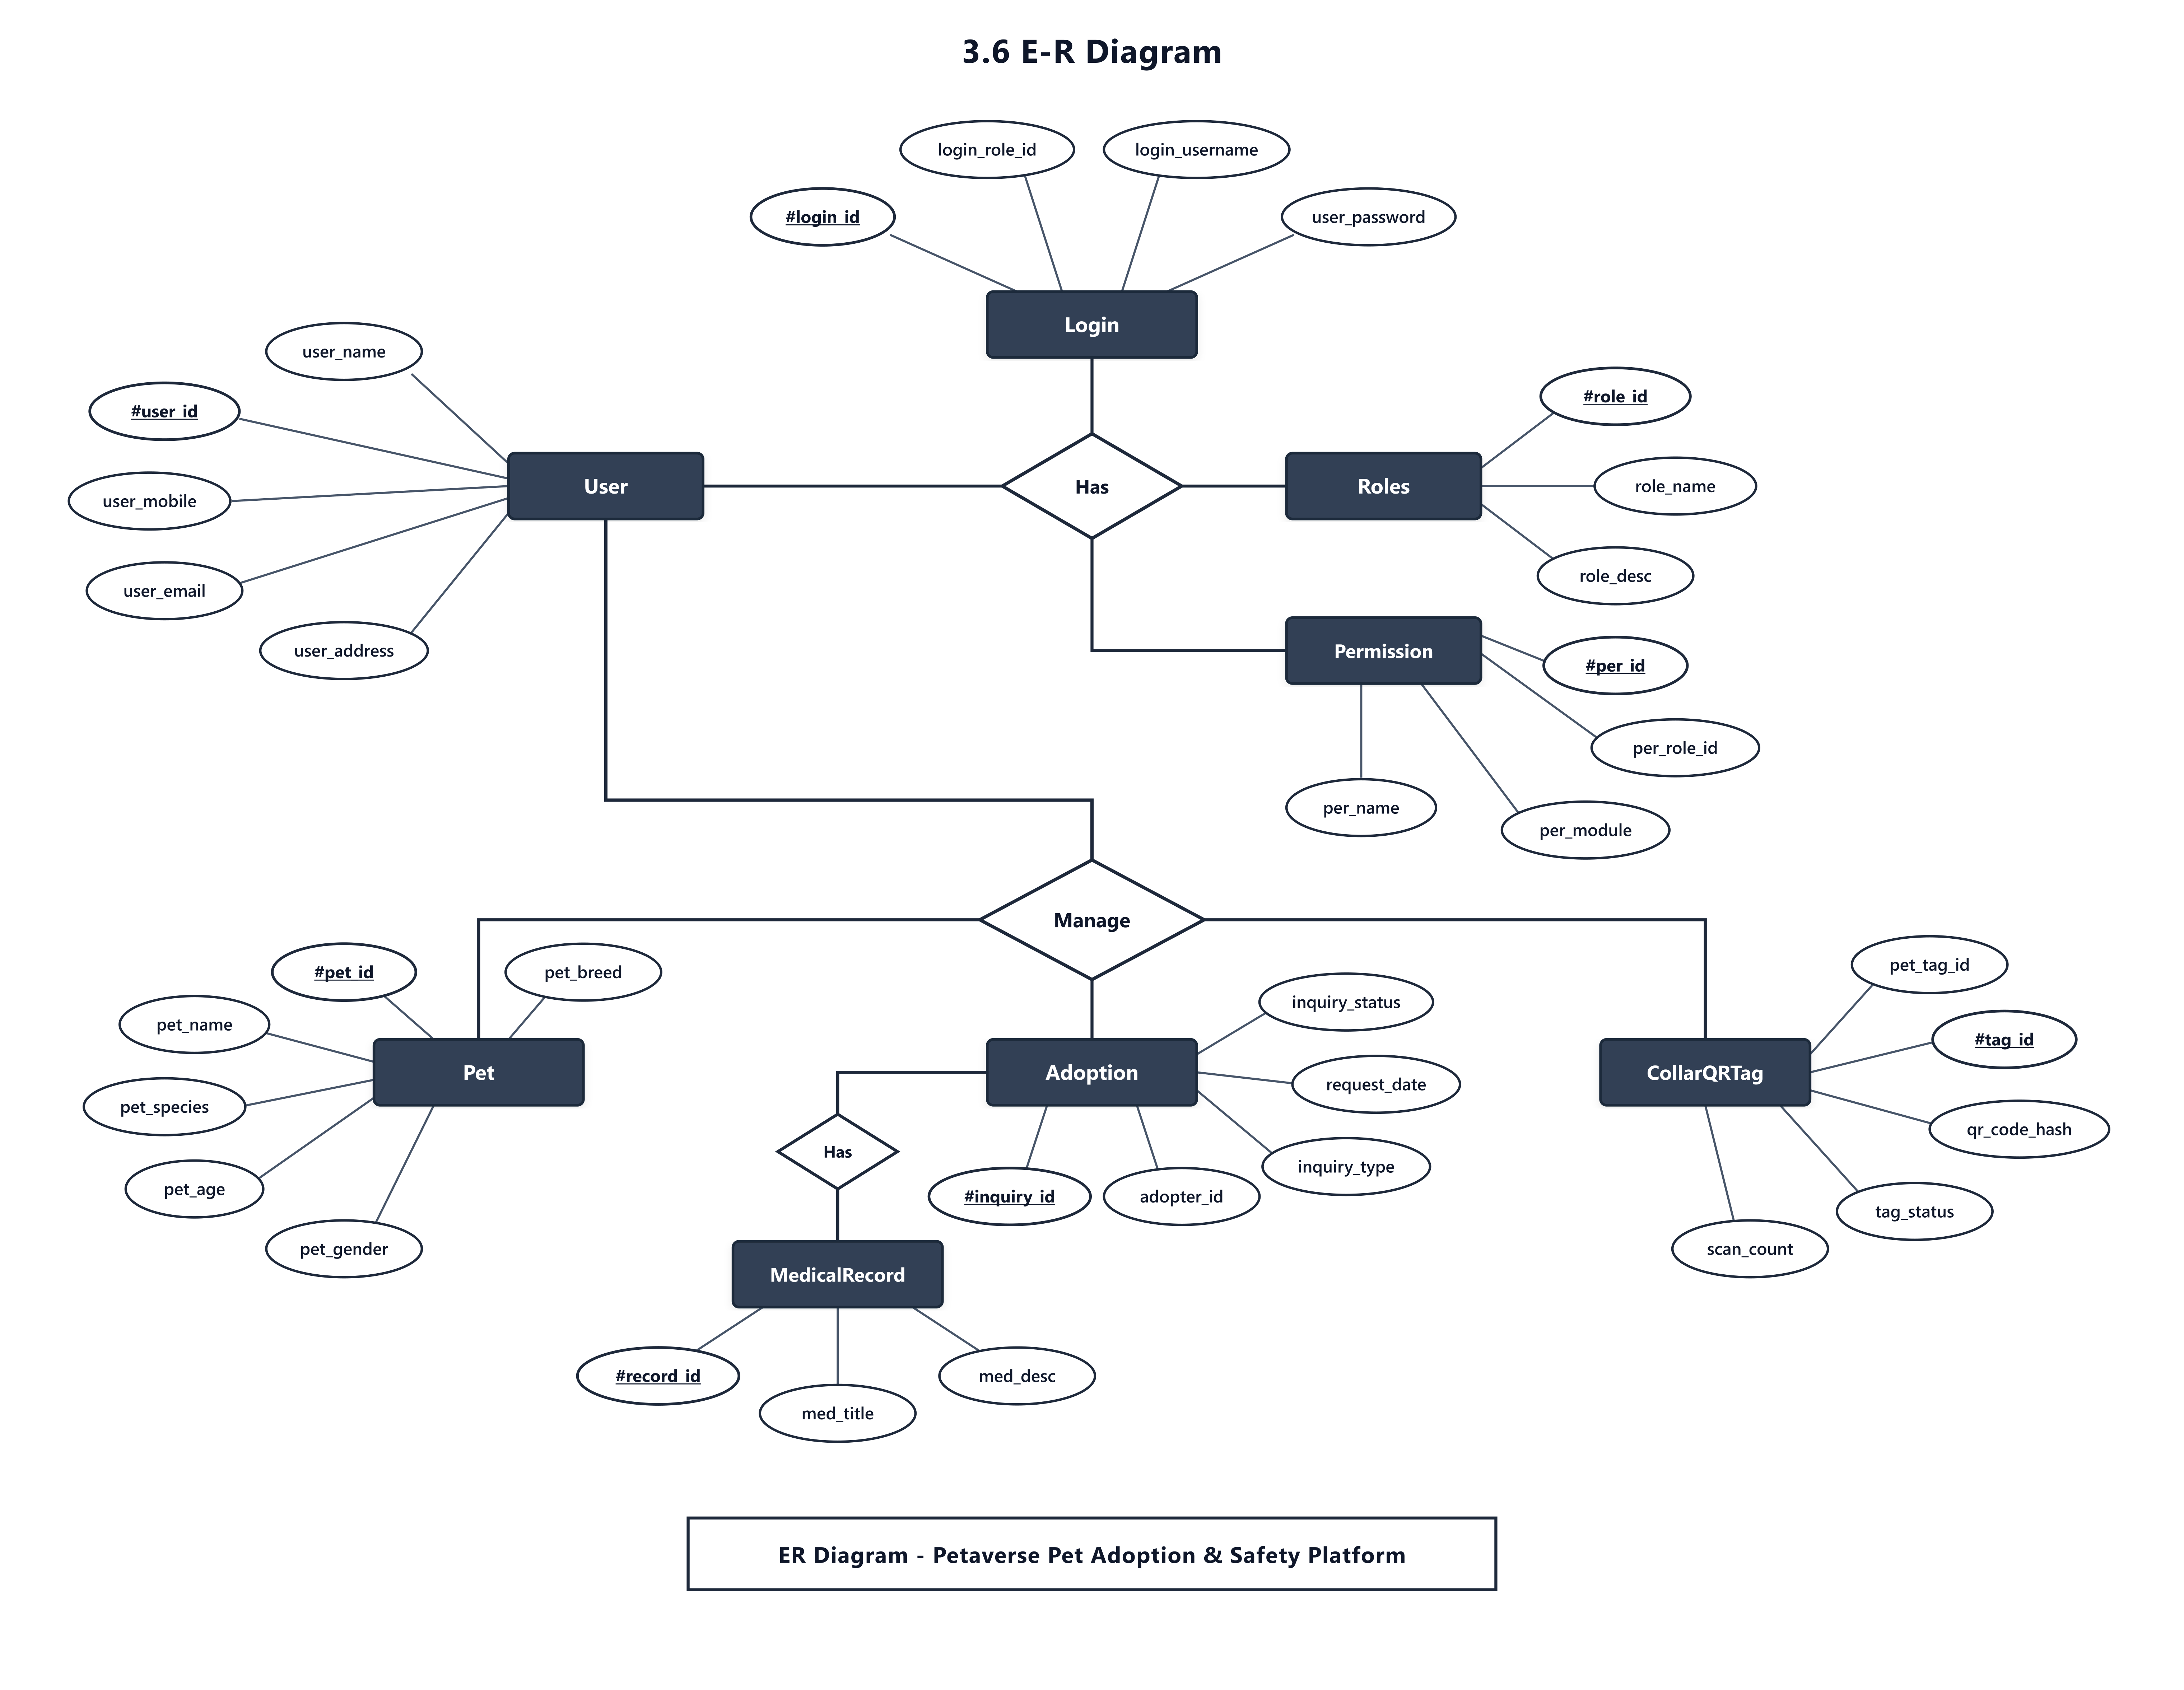 3.6 E-R Diagram
login_role_id
login_username
#login_id
user_password
Login
user_name
#user_id
user_mobile
user_email
user_address
User
Has
Roles
#role_id
role_name
role_desc
Permission
#per_id
per_role_id
per_name
per_module
Manage
#pet_id
pet_breed
pet_name
pet_species
pet_age
pet_gender
Pet
Adoption
inquiry_status
request_date
inquiry_type
#inquiry_id
adopter_id
Has
MedicalRecord
#record_id
med_title
med_desc
CollarQRTag
pet_tag_id
#tag_id
qr_code_hash
tag_status
scan_count
ER Diagram - Petaverse Pet Adoption & Safety Platform